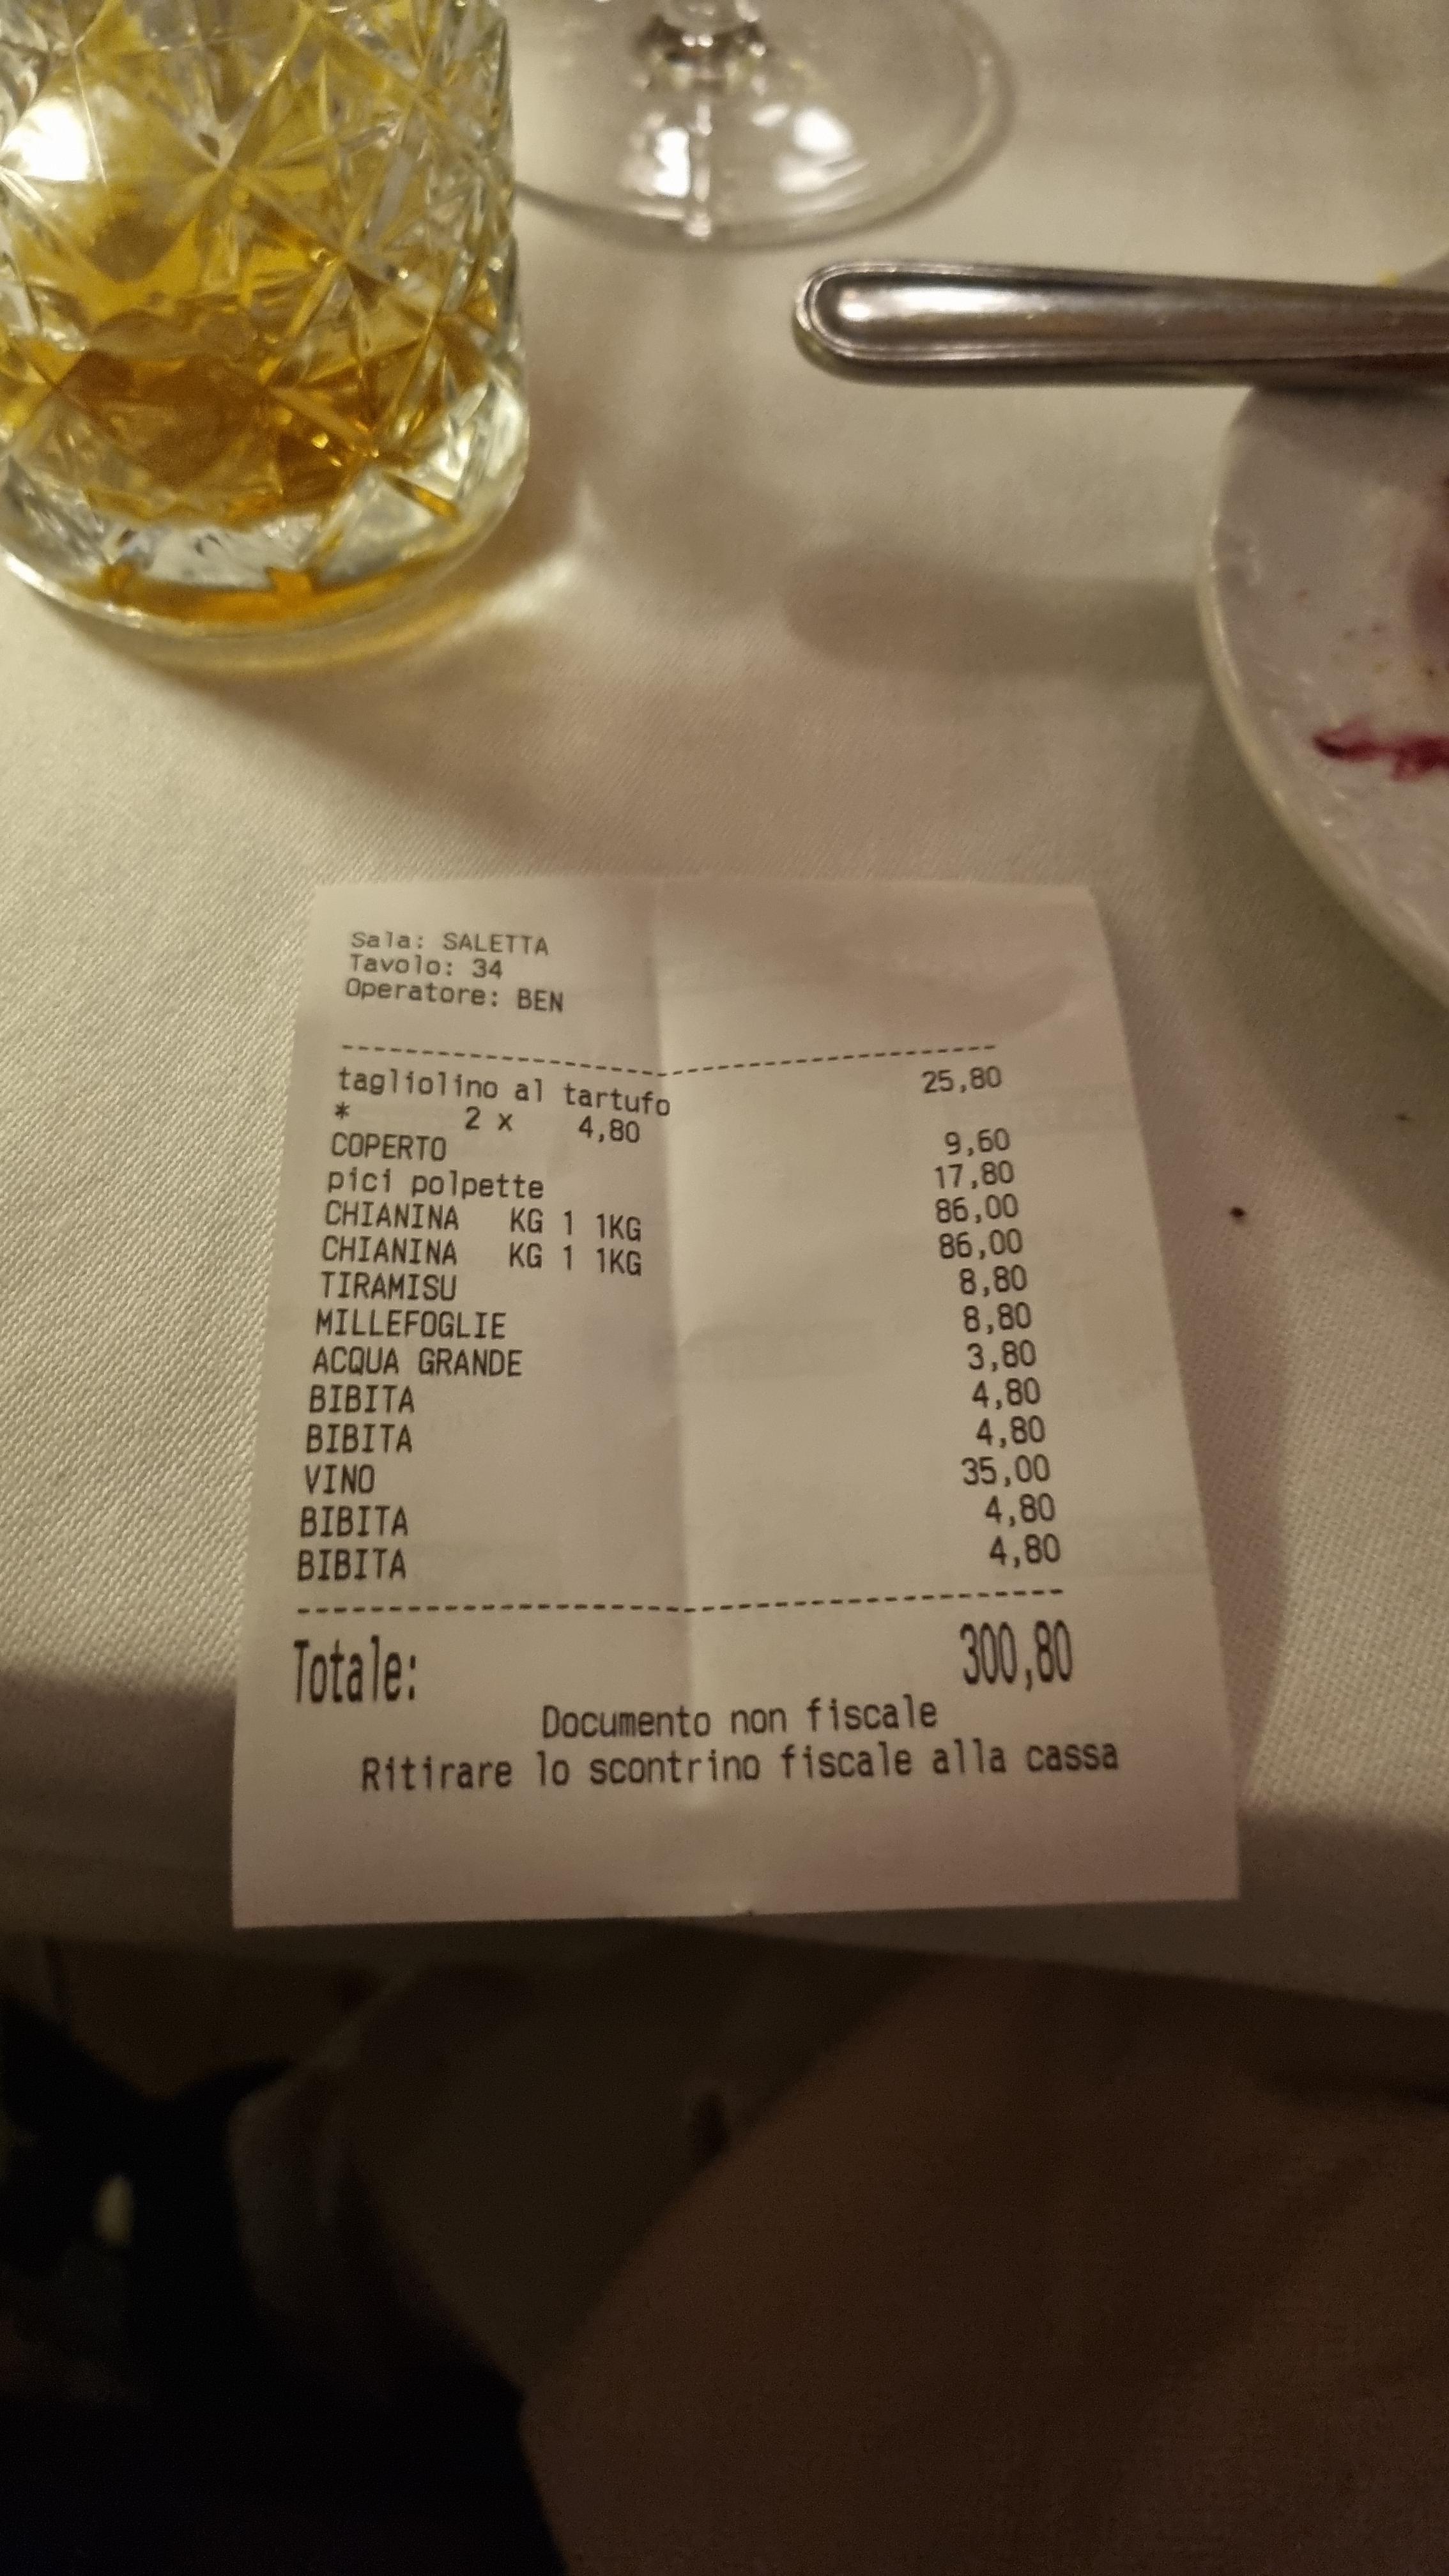 Sala: SALETTA
Tavolo: 34
Operatore: BEN
tagliolino al tartufo 25,80
* 2 x 4,80
COPERTO 9,60
pici polpette 17,80
CHIANINA KG 1 1KG 86,00
CHIANINA KG 1 1KG 86,00
TIRAMISU 8,80
MILLEFOGLIE 8,80
ACQUA GRANDE 3,80
BIBITA 4,80
BIBITA 4,80
VINO 35,00
BIBITA 4,80
BIBITA 4,80
Totale: 300,80
Documento non fiscale
Ritirare lo scontrino fiscale alla cassa